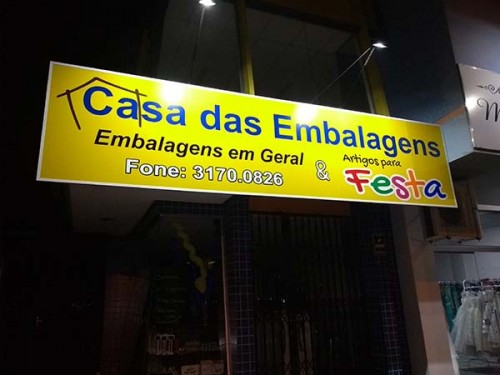 Casa das Embalagens
Embalagens em Geral
Fone: 3170.0826
&
Artigos para
Festa